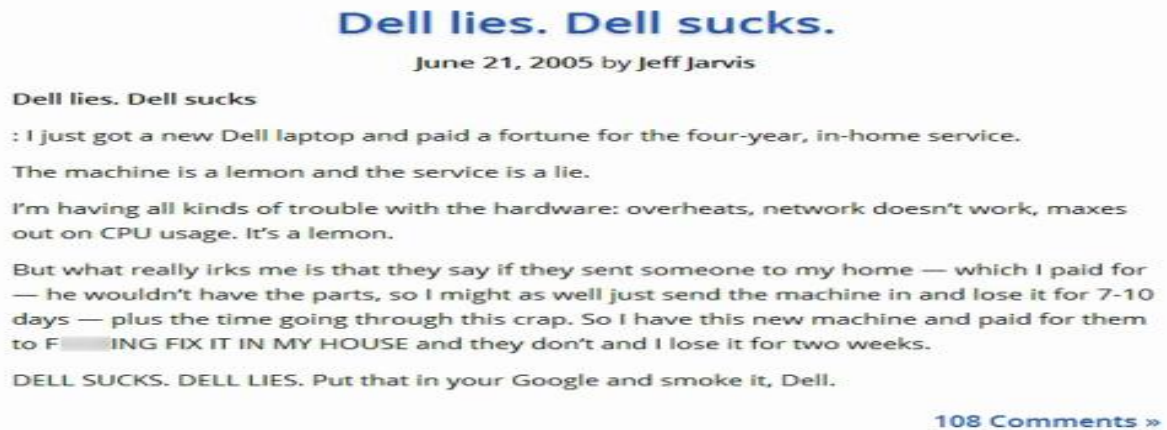 Dell lies. Dell sucks.
June 21, 2005 by Jeff Jarvis
Dell lies. Dell sucks
: I just got a new Dell laptop and paid a fortune for the four-year, in-home service.
The machine is a lemon and the service is a lie.
I'm having all kinds of trouble with the hardware: overheats, network doesn't work, maxes
out on CPU usage. It's a lemon.
But what really irks me is that they say if they sent someone to my home — which I paid for
— he wouldn't have the parts, so I might as well just send the machine in and lose it for 7-10
days — plus the time going through this crap. So I have this new machine and paid for them
to F ING FIX IT IN MY HOUSE and they don't and I lose it for two weeks.
DELL SUCKS. DELL LIES. Put that in your Google and smoke it, Dell.
108 Comments »